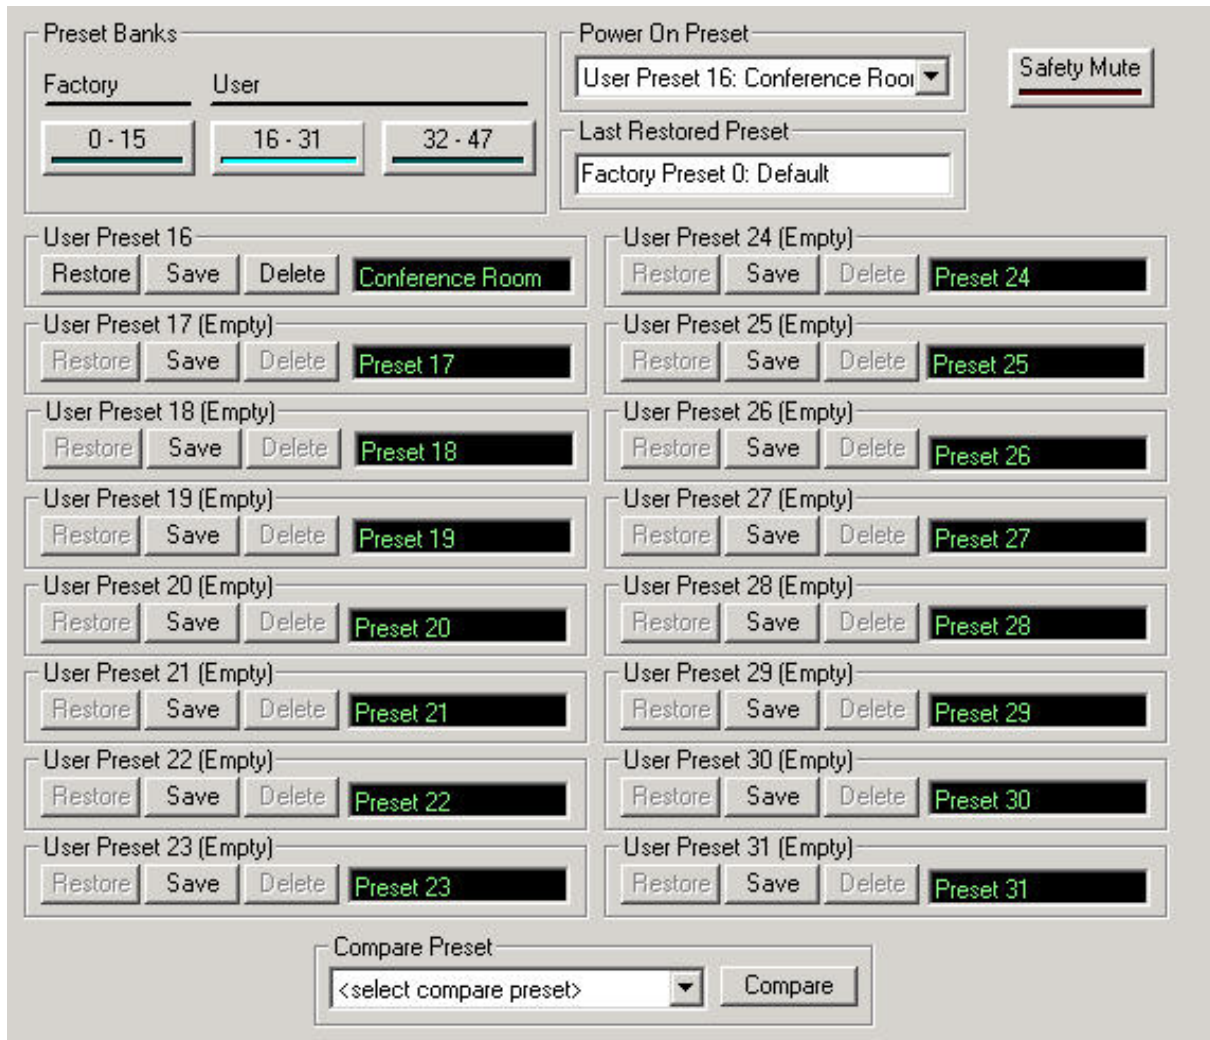 Preset Banks
Factory
User
0 - 15
16 - 31
32 - 47
Power On Preset
User Preset 16: Conference Roo
Last Restored Preset
Factory Preset 0: Default
Safety Mute
User Preset 16
Restore Save Delete Conference Room
User Preset 17 (Empty)
Restore Save Delete Preset 17
User Preset 18 (Empty)
Restore Save Delete Preset 18
User Preset 19 (Empty)
Restore Save Delete Preset 19
User Preset 20 (Empty)
Restore Save Delete Preset 20
User Preset 21 (Empty)
Restore Save Delete Preset 21
User Preset 22 (Empty)
Restore Save Delete Preset 22
User Preset 23 (Empty)
Restore Save Delete Preset 23
User Preset 24 (Empty)
Restore Save Delete Preset 24
User Preset 25 (Empty)
Restore Save Delete Preset 25
User Preset 26 (Empty)
Restore Save Delete Preset 26
User Preset 27 (Empty)
Restore Save Delete Preset 27
User Preset 28 (Empty)
Restore Save Delete Preset 28
User Preset 29 (Empty)
Restore Save Delete Preset 29
User Preset 30 (Empty)
Restore Save Delete Preset 30
User Preset 31 (Empty)
Restore Save Delete Preset 31
Compare Preset
<select compare preset>
Compare